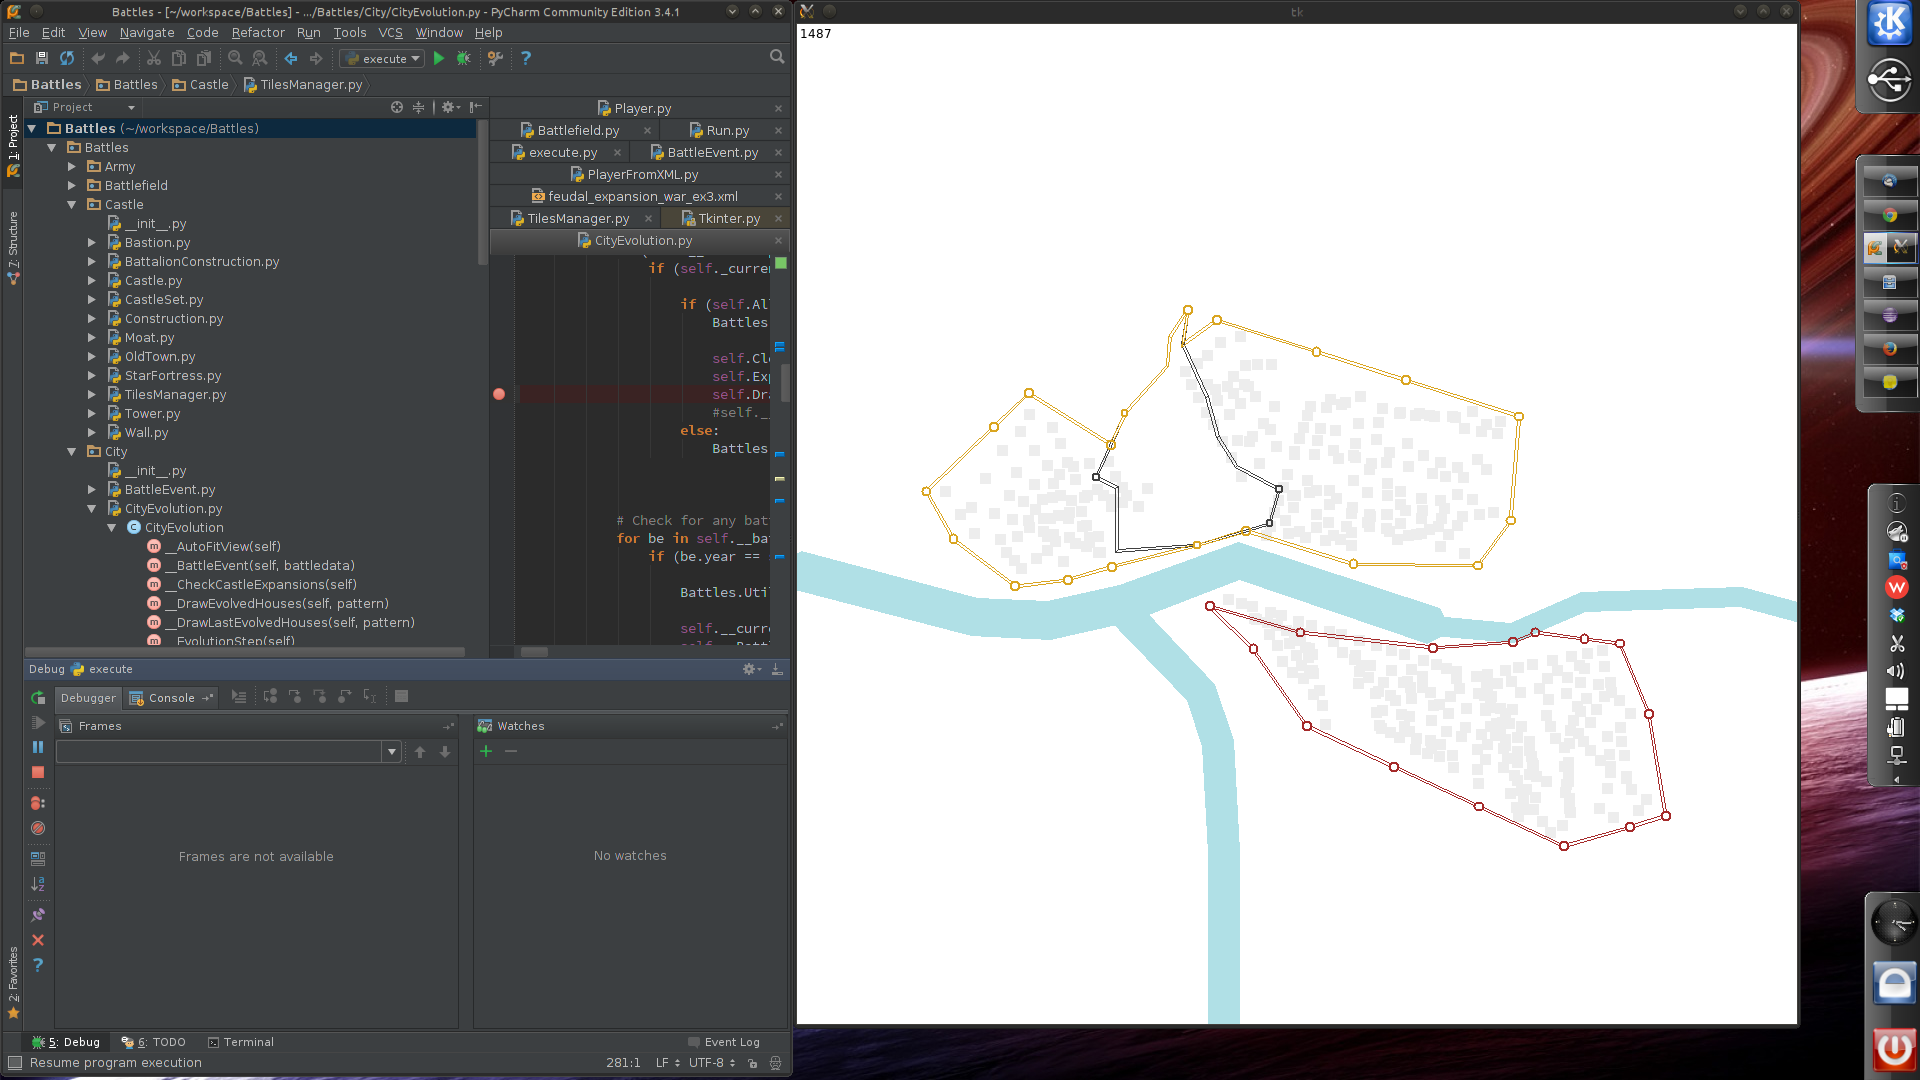 Battles - [~/workspace/Battles] - .../Battles/City/CityEvolution.py - PyCharm Community Edition 3.4.1
File Edit View Navigate Code Refactor Run Tools VCS Window Help
execute
Battles Battles Castle TilesManager.py
Project
1: Project
Z: Structure
2: Favorites
Battles (~/workspace/Battles)
Battles
Army
Battlefield
Castle
__init__.py
Bastion.py
BattalionConstruction.py
Castle.py
CastleSet.py
Construction.py
Moat.py
OldTown.py
StarFortress.py
TilesManager.py
Tower.py
Wall.py
City
__init__.py
BattleEvent.py
CityEvolution.py
CityEvolution
__AutoFitView(self)
__BattleEvent(self, battledata)
__CheckCastleExpansions(self)
__DrawEvolvedHouses(self, pattern)
__DrawLastEvolvedHouses(self, pattern)
EvolutionStep(self)
Player.py
Battlefield.py Run.py
execute.py BattleEvent.py
PlayerFromXML.py
feudal_expansion_war_ex3.xml
TilesManager.py Tkinter.py
CityEvolution.py
if (self._curre
if (self.Al
Battles
self.Cl
self.Ex
self.Dr
#self._
else:
Battles
# Check for any bat
for be in self.__ba
if (be.year ==
Battles.Uti
self.__curr
Debug execute
Debugger Console
Frames
Watches
Frames are not available
No watches
5: Debug 6: TODO Terminal Event Log
Resume program execution 281:1 LF UTF-8
tk
1487